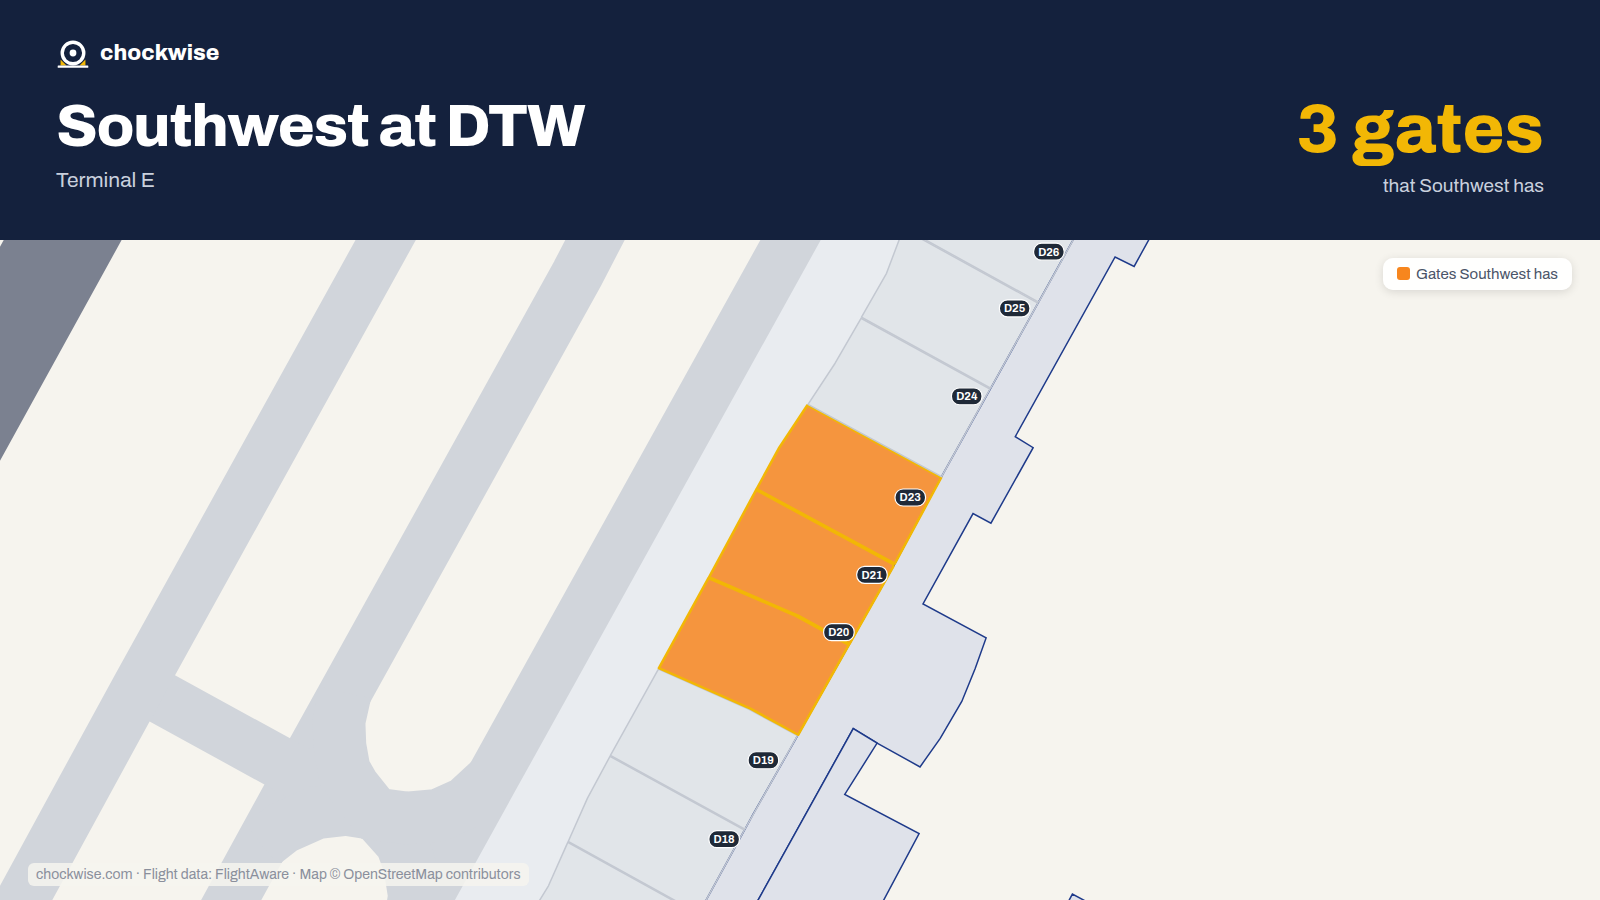 chockwise
Southwest at DTW
Terminal E
3 gates
that Southwest has
Gates Southwest has
D26
D25
D24
D23
D21
D20
D19
D18
chockwise.com · Flight data: FlightAware · Map © OpenStreetMap contributors